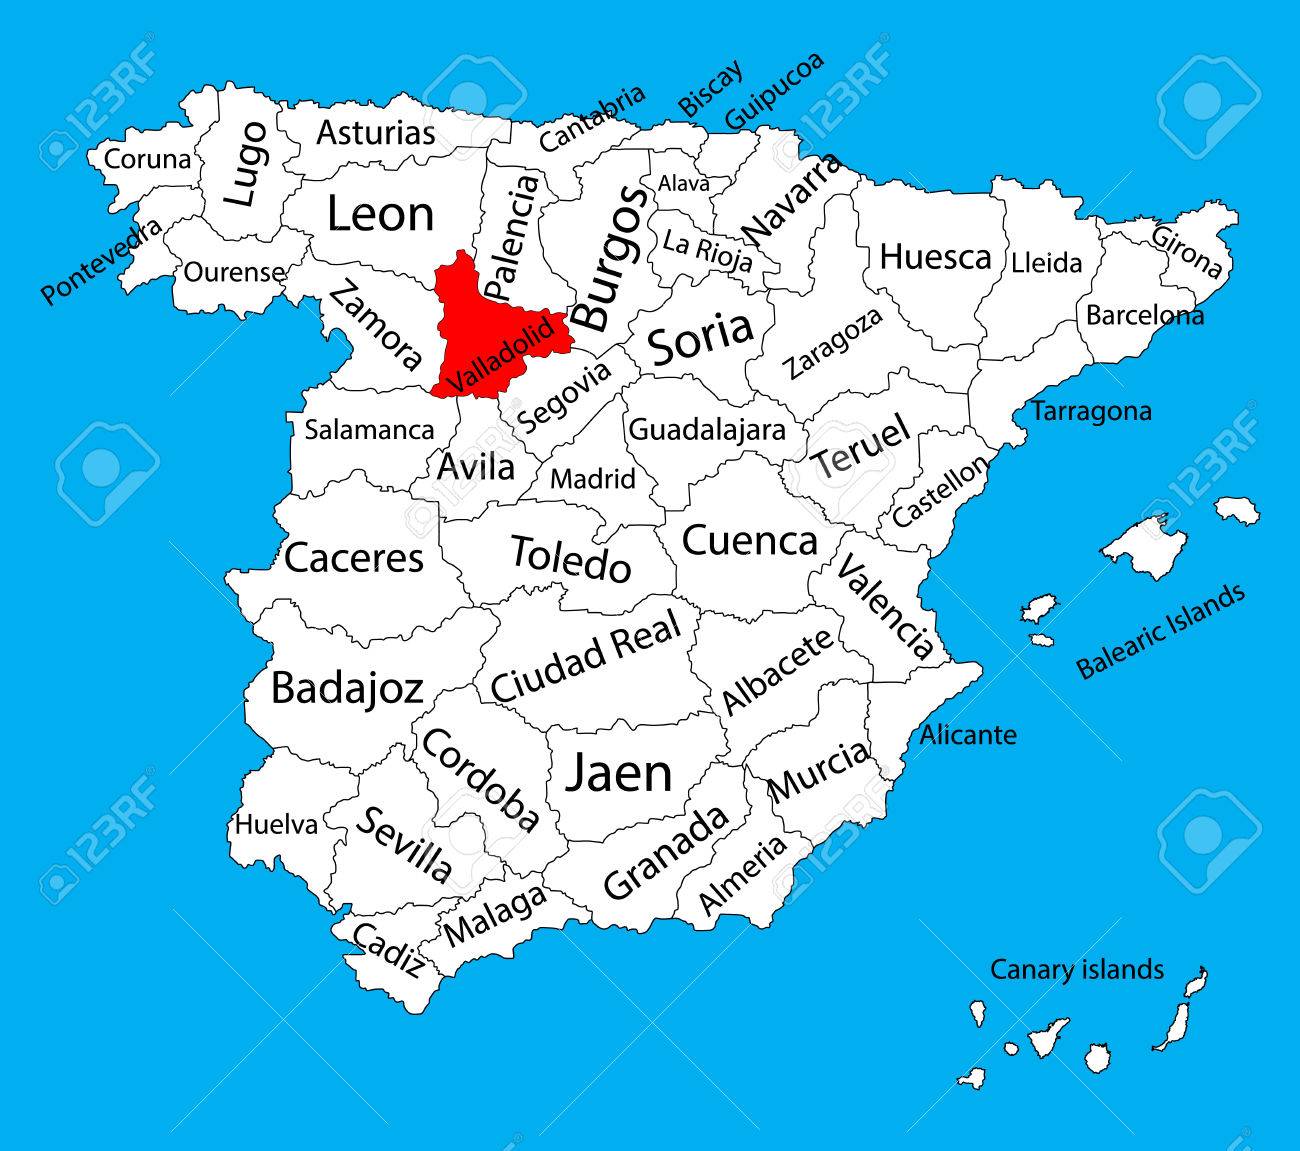 Biscay
Guipucoa
Cantabria
Asturias
Lugo
Coruna
Alava
Navarra
Palencia
Leon
Burgos
La Rioja
Pontevedra
Ourense
Huesca
Lleida
Girona
Barcelona
Zamora
Valladolid
Soria
Zaragoza
Segovia
Tarragona
Salamanca
Guadalajara
Teruel
Avila
Madrid
Castellon
Caceres
Toledo
Cuenca
Valencia
Balearic Islands
Ciudad Real
Albacete
Badajoz
Alicante
Cordoba
Jaen
Murcia
Huelva
Sevilla
Granada
Almeria
Malaga
Cadiz
Canary islands
123RF
123RF
123RF
123RF
123RF
123RF
123RF
123RF
123RF